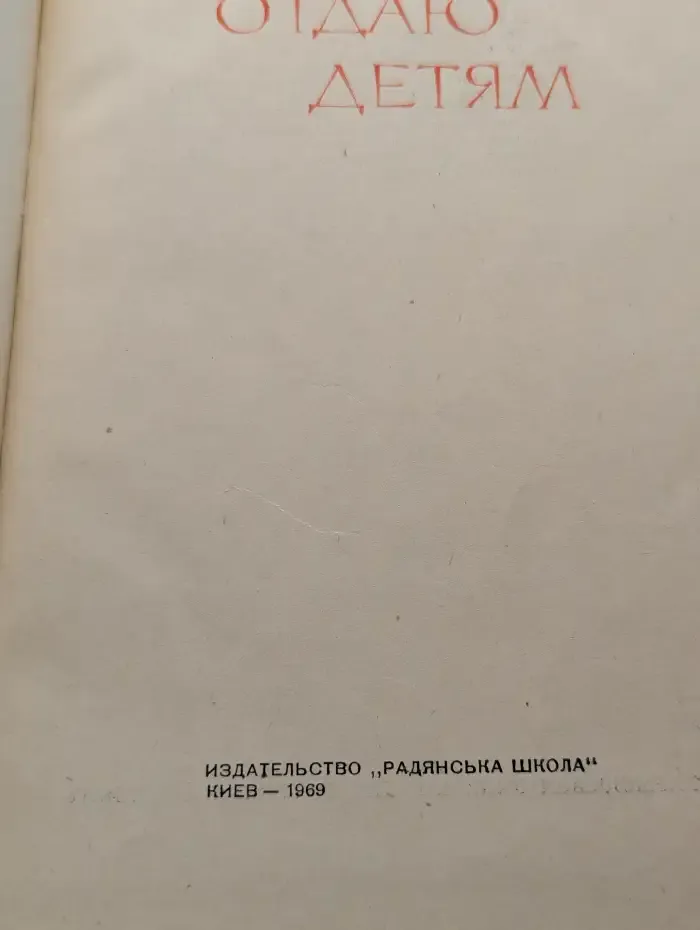 ОТДАЮ
ДЕТЯМ
ИЗДАТЕЛЬСТВО „РАДЯНСЬКА ШКОЛА“
КИЕВ — 1969